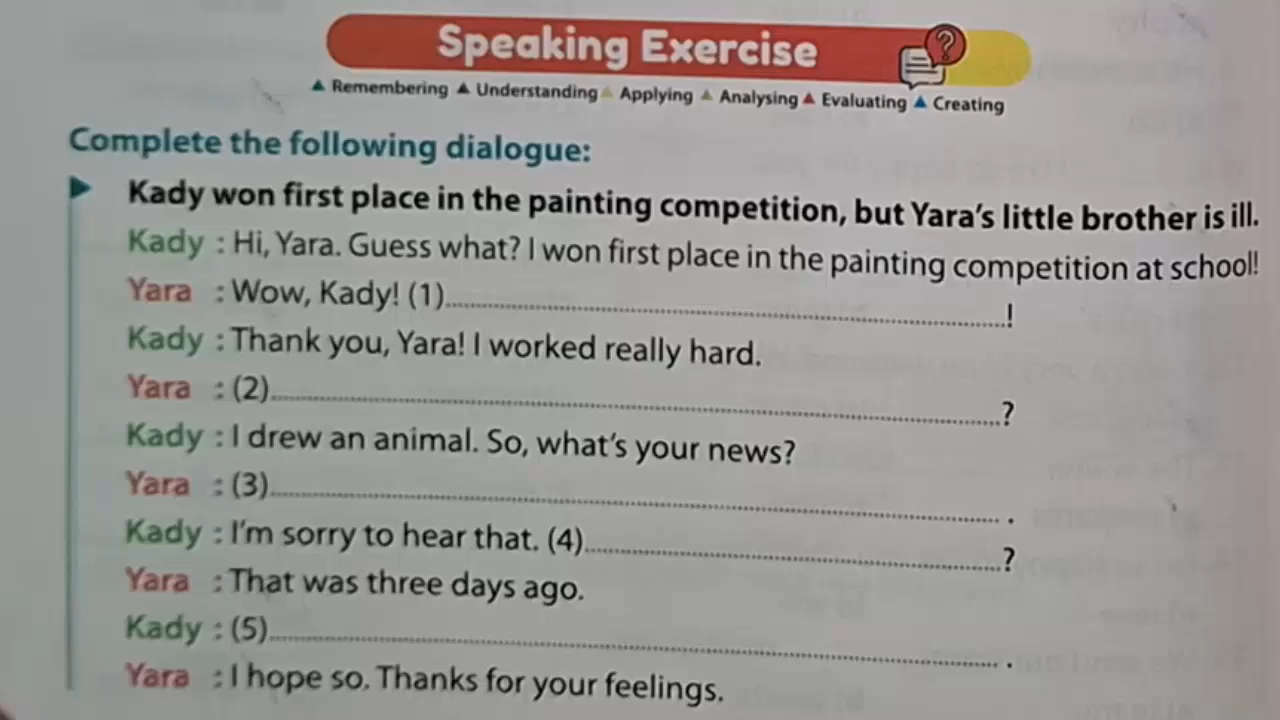 Speaking Exercise
▲ Remembering ▲ Understanding ▲ Applying ▲ Analysing ▲ Evaluating ▲ Creating
Complete the following dialogue:
Kady won first place in the painting competition, but Yara's little brother is ill.
Kady : Hi, Yara. Guess what? I won first place in the painting competition at school!
Yara : Wow, Kady! (1)..............................!
Kady : Thank you, Yara! I worked really hard.
Yara : (2)..............................?
Kady : I drew an animal. So, what's your news?
Yara : (3)...............................
Kady : I'm sorry to hear that. (4)..............................?
Yara : That was three days ago.
Kady : (5)...............................
Yara : I hope so. Thanks for your feelings.